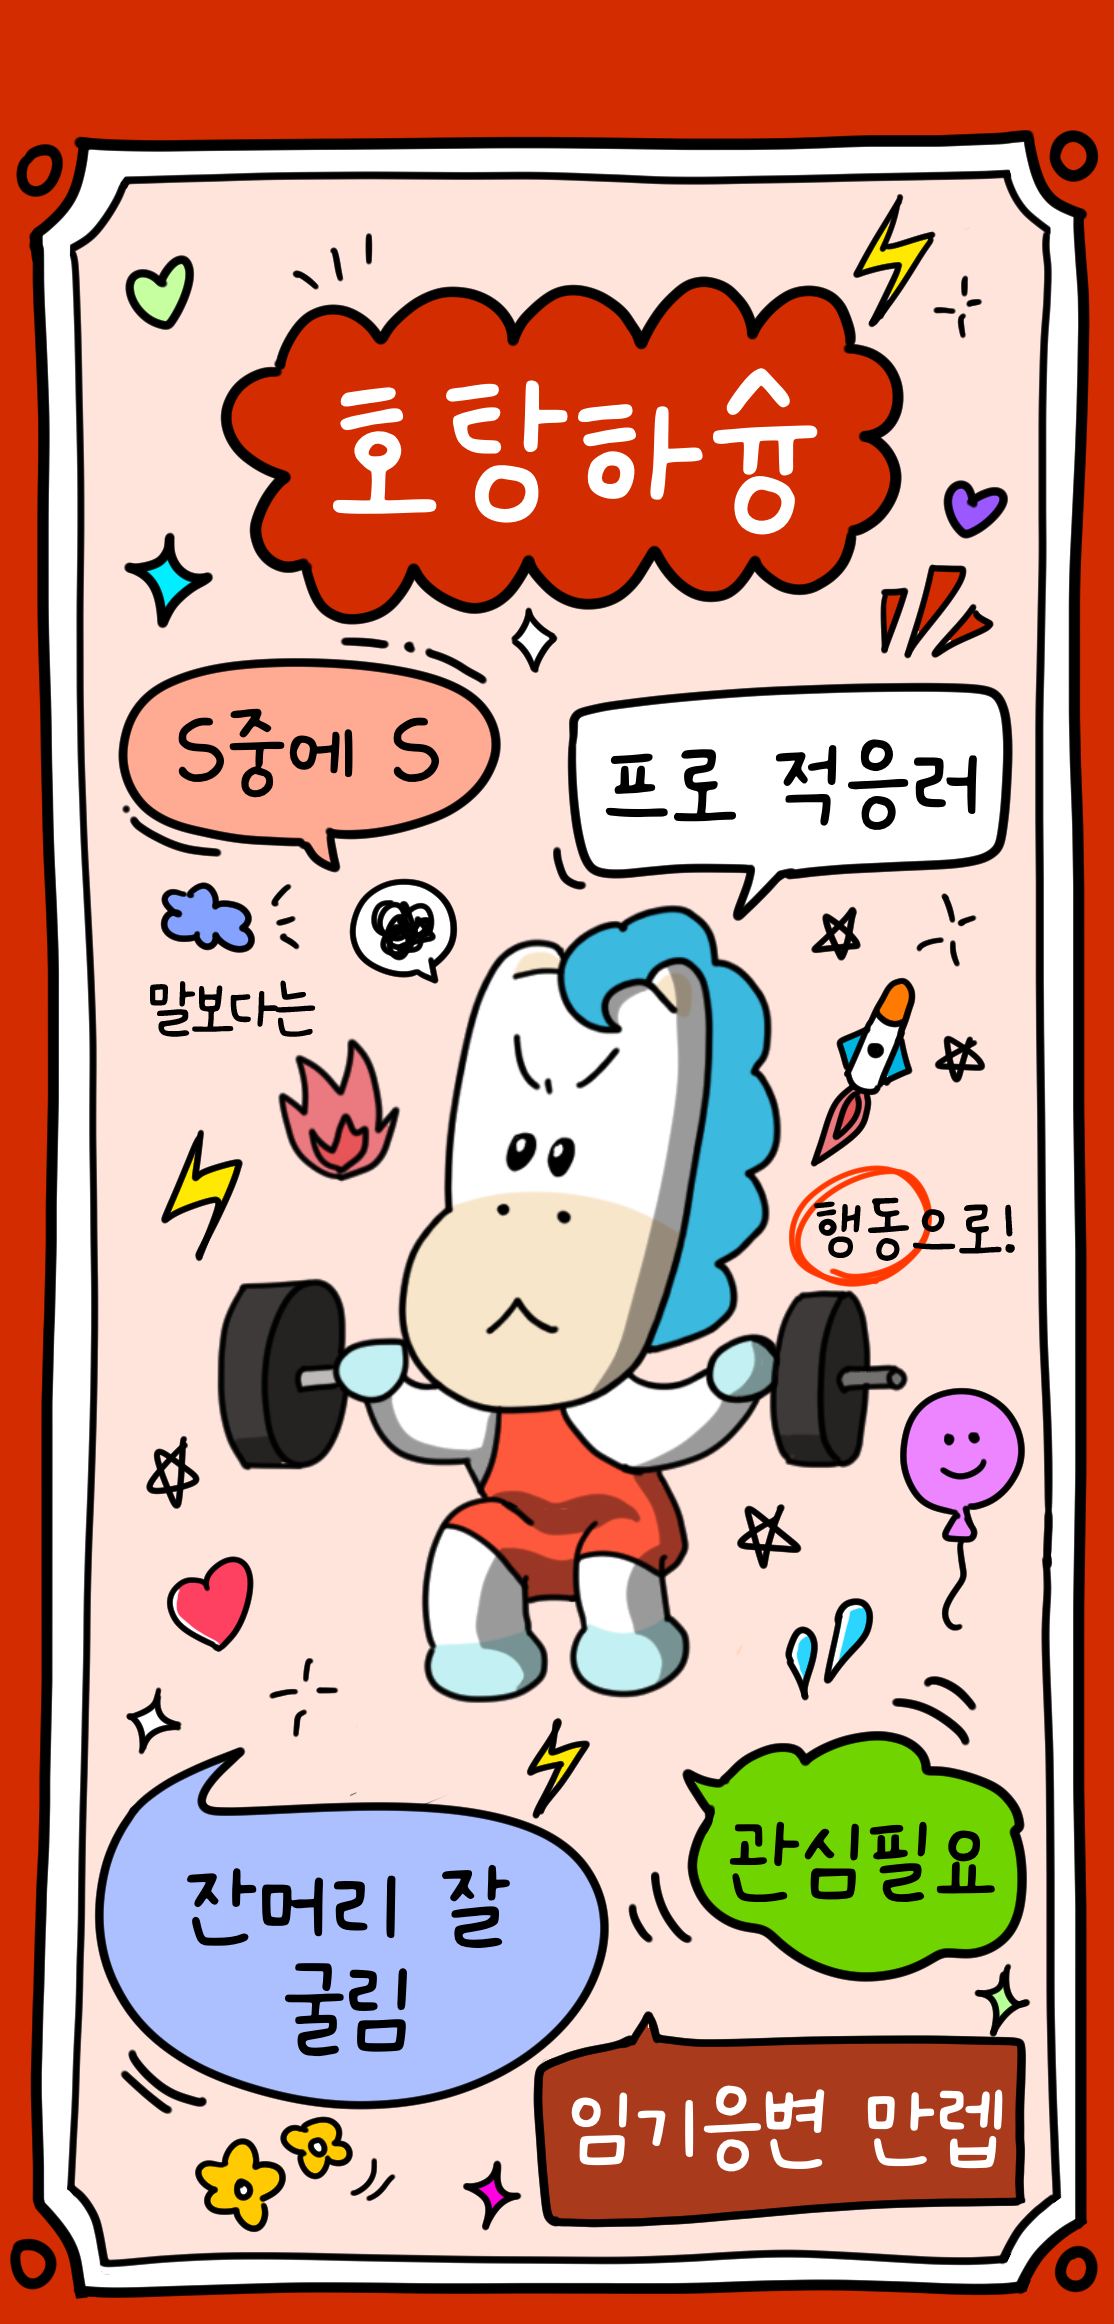 호탕하슝
S중에 S
프로 적응러
말보다는
행동으로!
잔머리 잘
굴림
관심필요
임기응변 만렙